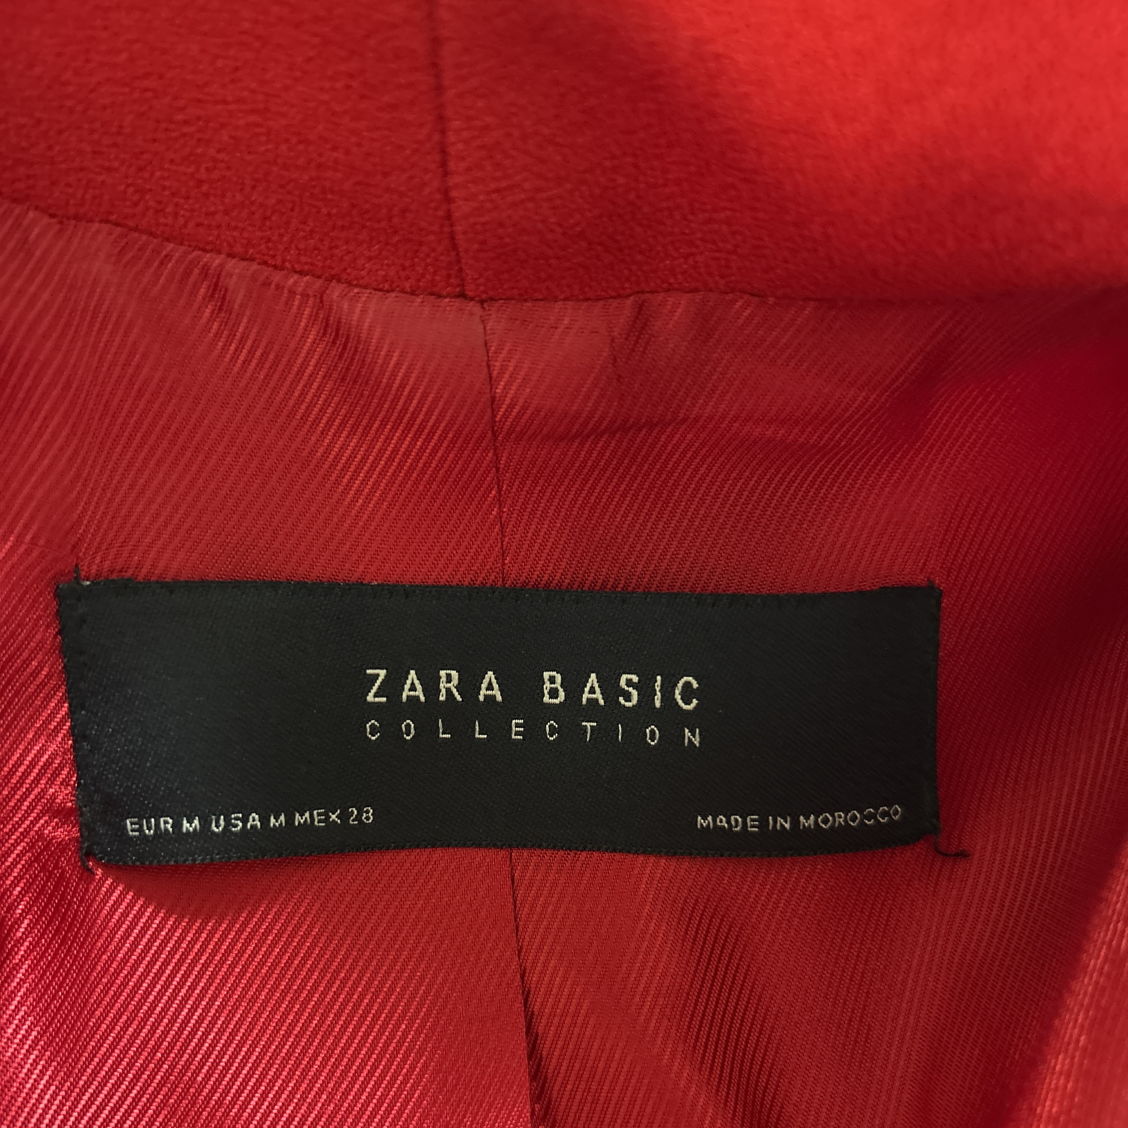 ZARA BASIC
COLLECTION
EUR M USA M MEX 28
MADE IN MOROCCO